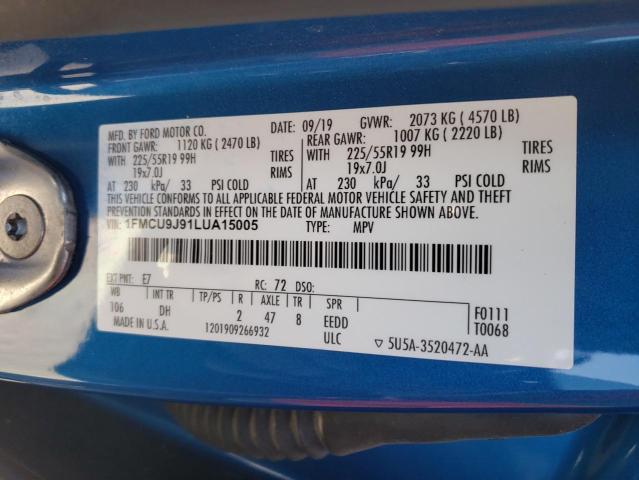 MFD. BY FORD MOTOR CO. DATE: 09/19 GVWR: 2073 KG ( 4570 LB)
FRONT GAWR: 1120 KG ( 2470 LB) REAR GAWR: 1007 KG ( 2220 LB)
WITH 225/55R19 99H TIRES WITH 225/55R19 99H TIRES
19x7.0J RIMS 19x7.0J RIMS
AT 230 kPa/ 33 PSI COLD AT 230 kPa/ 33 PSI COLD
THIS VEHICLE CONFORMS TO ALL APPLICABLE FEDERAL MOTOR VEHICLE SAFETY AND THEFT
PREVENTION STANDARDS IN EFFECT ON THE DATE OF MANUFACTURE SHOWN ABOVE.
VIN: 1FMCU9J91LUA15005 TYPE: MPV
EXT PNT: E7 RC: 72 DSO:
WB INT TR TP/PS R AXLE TR SPR F0111
106 DH 2 47 8 EEDD T0068
MADE IN U.S.A. 1201909266932 ULC ▽ 5U5A-3520472-AA